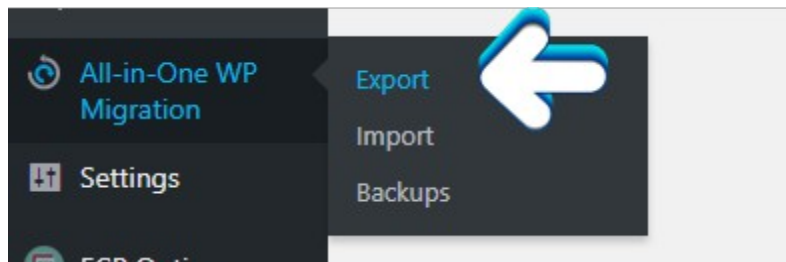 All-in-One WP
Migration
Export
Import
Backups
Settings